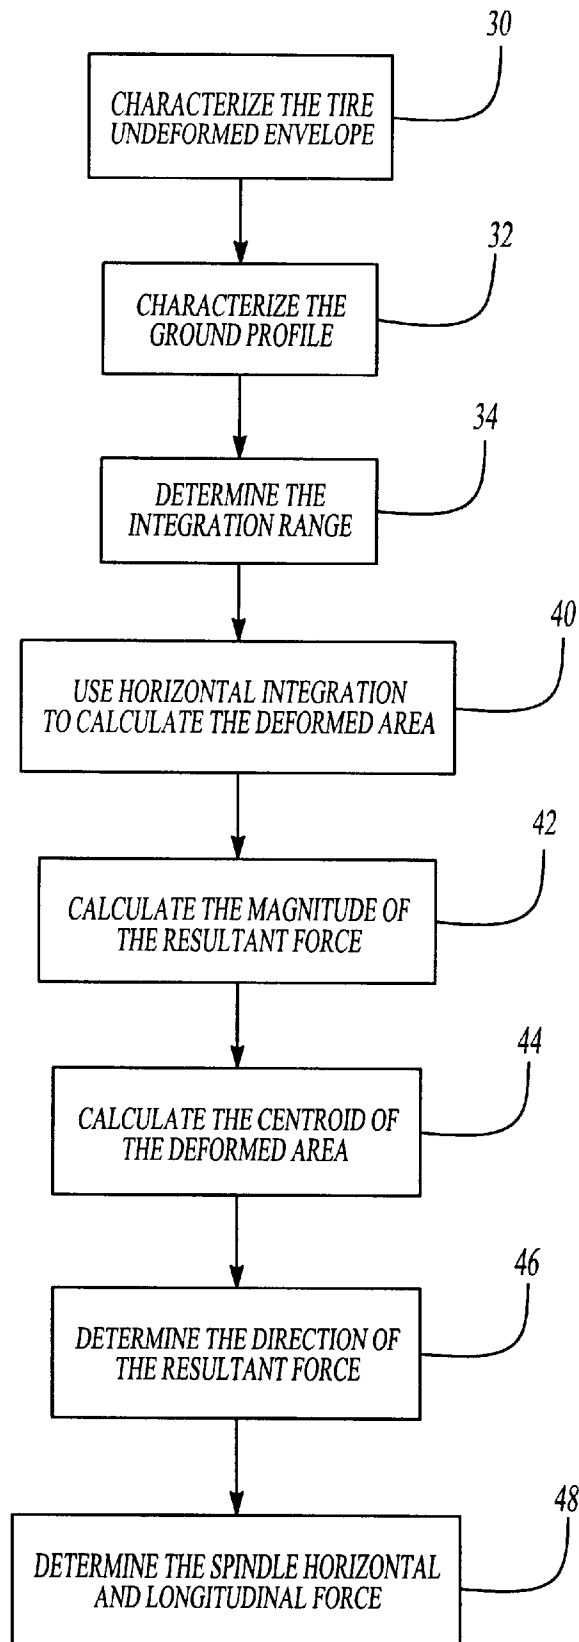 30
CHARACTERIZE THE TIRE
UNDEFORMED ENVELOPE
32
CHARACTERIZE THE
GROUND PROFILE
34
DETERMINE THE
INTEGRATION RANGE
40
USE HORIZONTAL INTEGRATION
TO CALCULATE THE DEFORMED AREA
42
CALCULATE THE MAGNITUDE OF
THE RESULTANT FORCE
44
CALCULATE THE CENTROID OF
THE DEFORMED AREA
46
DETERMINE THE DIRECTION OF
THE RESULTANT FORCE
48
DETERMINE THE SPINDLE HORIZONTAL
AND LONGITUDINAL FORCE